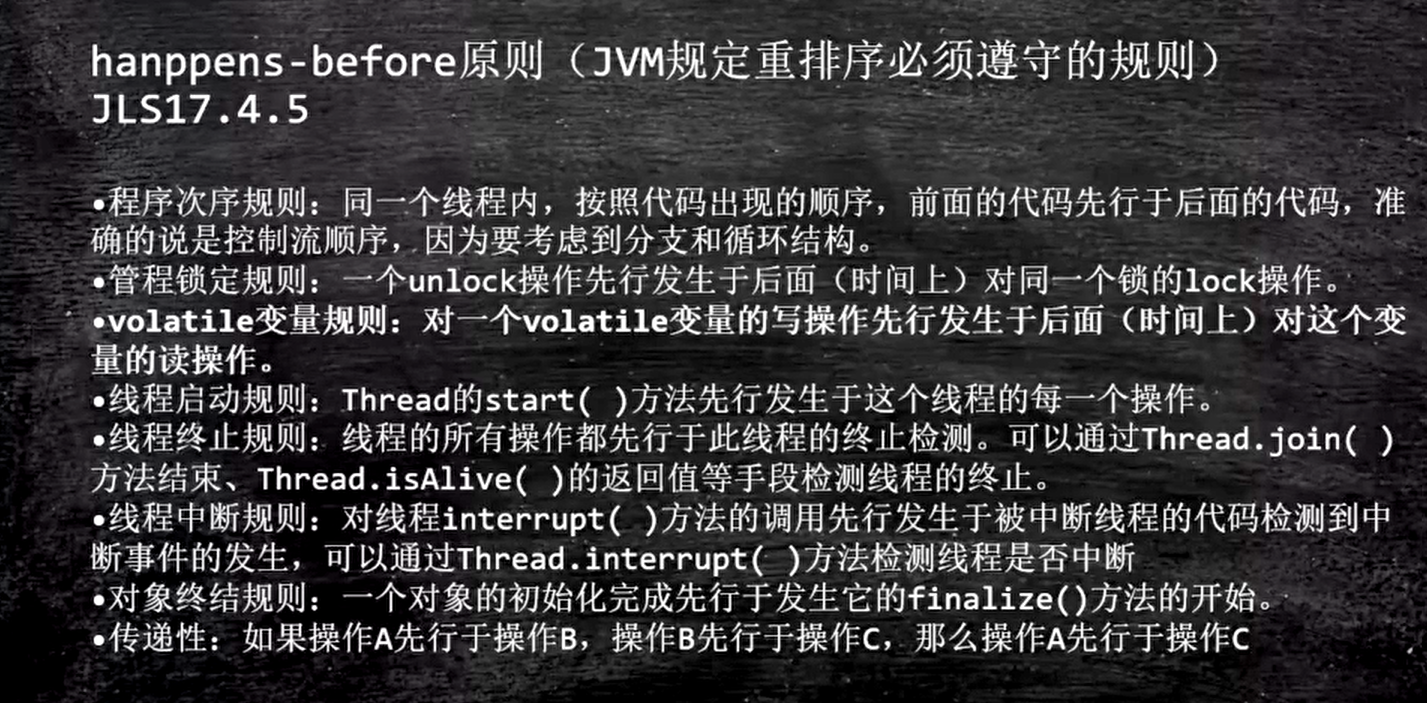 hanppens-before原则（JVM规定重排序必须遵守的规则）
JLS17.4.5
•程序次序规则：同一个线程内，按照代码出现的顺序，前面的代码先行于后面的代码，准
确的说是控制流顺序，因为要考虑到分支和循环结构。
•管程锁定规则：一个unlock操作先行发生于后面（时间上）对同一个锁的lock操作。
•volatile变量规则：对一个volatile变量的写操作先行发生于后面（时间上）对这个变
量的读操作。
•线程启动规则：Thread的start( )方法先行发生于这个线程的每一个操作。
•线程终止规则：线程的所有操作都先行于此线程的终止检测。可以通过Thread.join( )
方法结束、Thread.isAlive( )的返回值等手段检测线程的终止。
•线程中断规则：对线程interrupt( )方法的调用先行发生于被中断线程的代码检测到中
断事件的发生，可以通过Thread.interrupt( )方法检测线程是否中断
•对象终结规则：一个对象的初始化完成先行于发生它的finalize()方法的开始。
•传递性：如果操作A先行于操作B，操作B先行于操作C，那么操作A先行于操作C